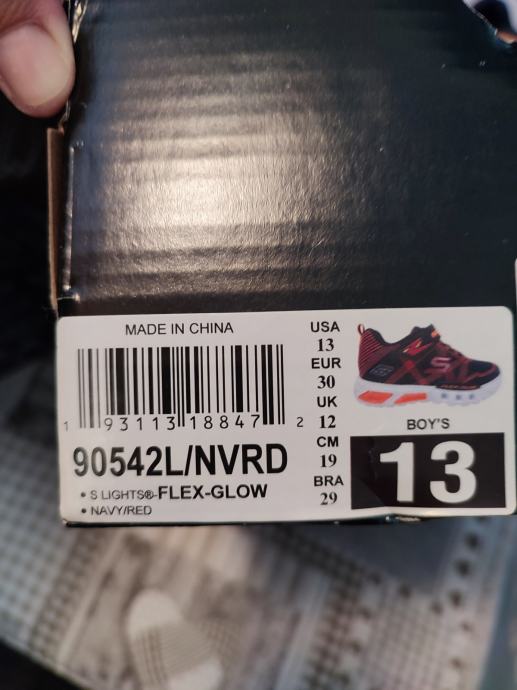 MADE IN CHINA
1 93113 18847 2
90542L/NVRD
• S LIGHTS®-FLEX-GLOW
• NAVY/RED
USA
13
EUR
30
UK
12
CM
19
BRA
29
S
BOY'S
13